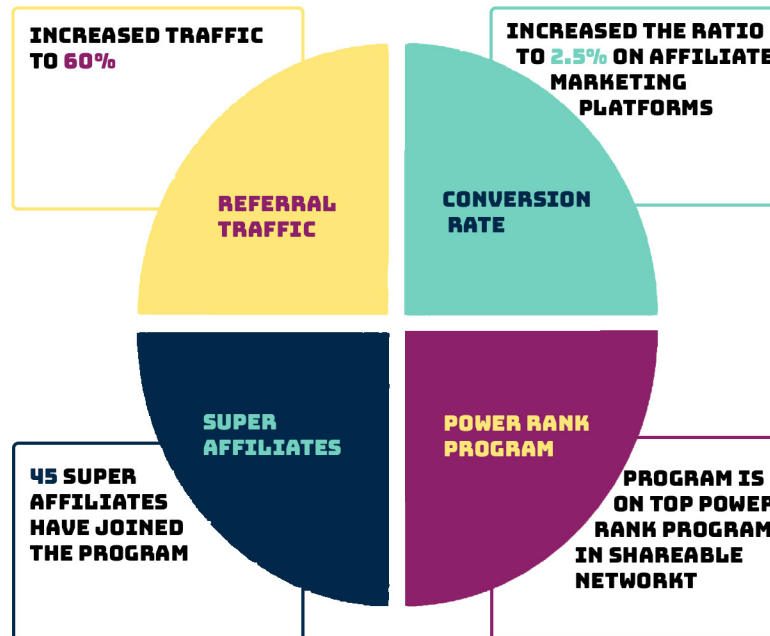 INCREASED TRAFFIC
TO 60%
INCREASED THE RATIO
TO 2.5% ON AFFILIATE
MARKETING
PLATFORMS
REFERRAL
TRAFFIC
CONVERSION
RATE
SUPER
AFFILIATES
POWER RANK
PROGRAM
45 SUPER
AFFILIATES
HAVE JOINED
THE PROGRAM
PROGRAM IS
ON TOP POWER
RANK PROGRAM
IN SHAREABLE
NETWORKT